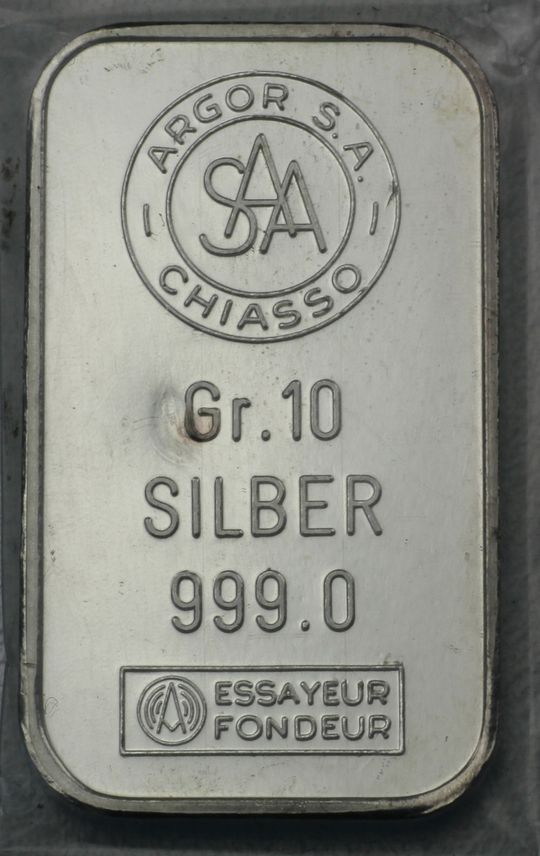 ARGOR S.A.
SAA
CHIASSO
Gr.10
SILBER
999.0
ESSAYEUR
FONDEUR